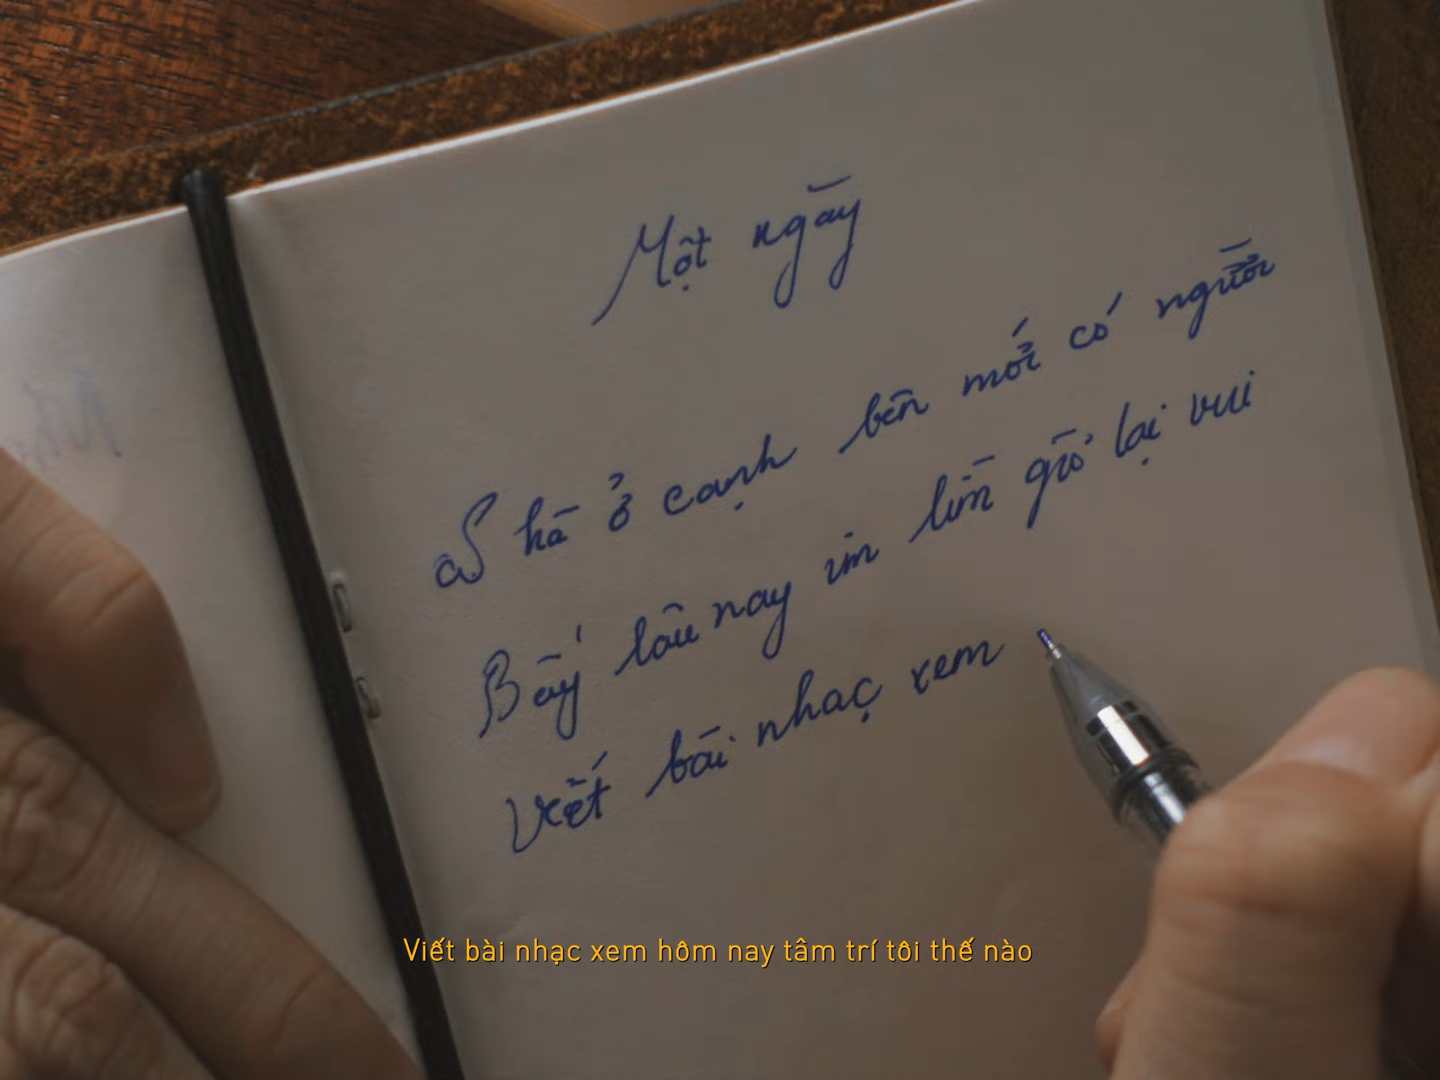 Một ngày
Nhà ở cạnh bên mới có người
Bấy lâu nay im lìm giờ lại vui
Viết bài nhạc xem
Viết bài nhạc xem hôm nay tâm trí tôi thế nào